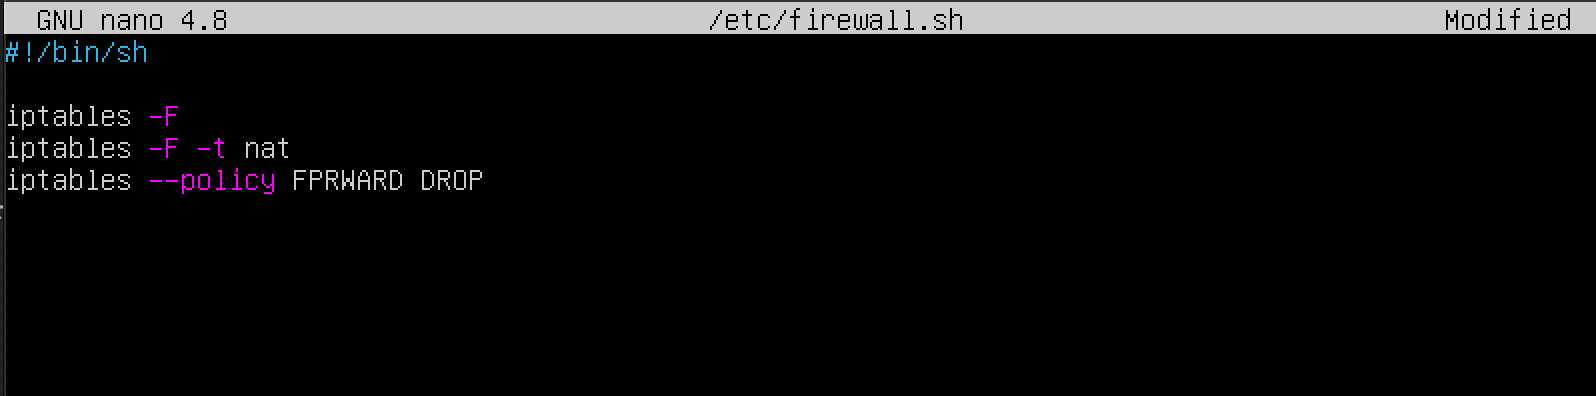 GNU nano 4.8 /etc/firewall.sh Modified
#!/bin/sh
iptables -F
iptables -F -t nat
iptables --policy FPRWARD DROP